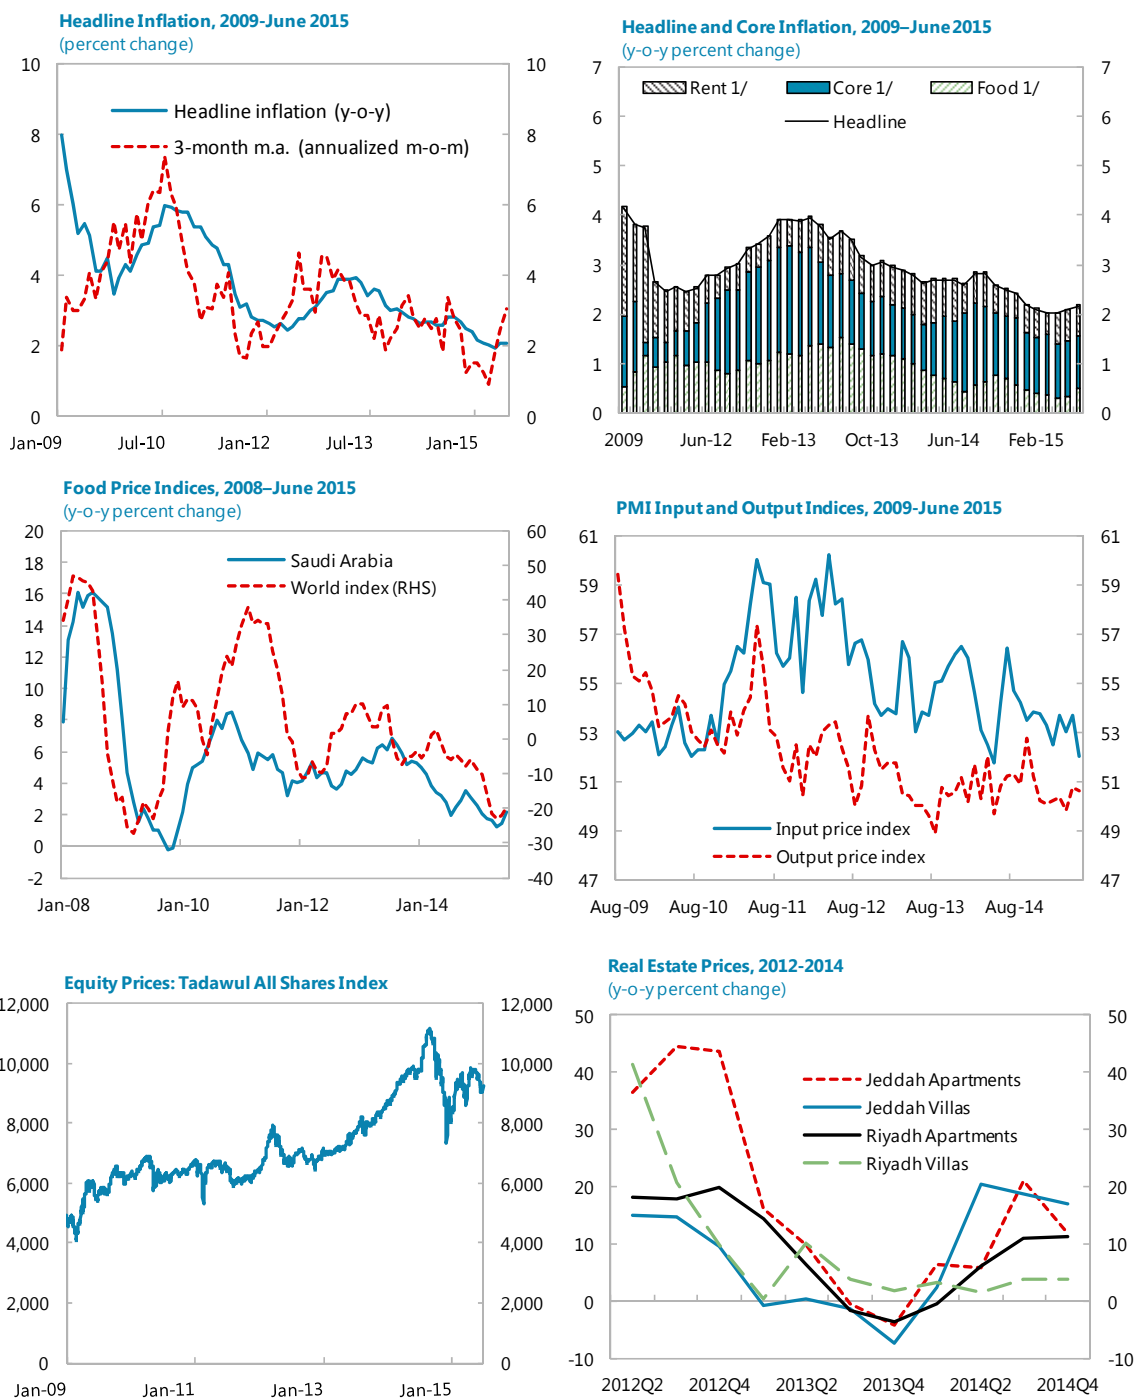 Headline Inflation, 2009-June 2015
(percent change)
10 10
Headline inflation (y-o-y)
8 8
3-month m.a. (annualized m-o-m)
6 6
4 4
2 2
0 0
Jan-09 Jul-10 Jan-12 Jul-13 Jan-15
Headline and Core Inflation, 2009–June 2015
(y-o-y percent change)
7 7
Rent 1/ Core 1/ Food 1/
6 6
Headline
5 5
4 4
3 3
2 2
1 1
0 0
2009 Jun-12 Feb-13 Oct-13 Jun-14 Feb-15
Food Price Indices, 2008–June 2015
(y-o-y percent change)
20 60
18 50
Saudi Arabia
16 40
World index (RHS)
14 30
12 20
10 10
8 0
6 -10
4 -20
2 -30
0 -40
-2
Jan-08 Jan-10 Jan-12 Jan-14
PMI Input and Output Indices, 2009-June 2015
61 61
59 59
57 57
55 55
53 53
51 51
Input price index
49 49
Output price index
47 47
Aug-09 Aug-10 Aug-11 Aug-12 Aug-13 Aug-14
Equity Prices: Tadawul All Shares Index
12,000 12,000
10,000 10,000
8,000 8,000
6,000 6,000
4,000 4,000
2,000 2,000
0 0
Jan-09 Jan-11 Jan-13 Jan-15
Real Estate Prices, 2012-2014
(y-o-y percent change)
50 50
40 40
Jeddah Apartments
Jeddah Villas
30 30
Riyadh Apartments
Riyadh Villas
20 20
10 10
0 0
-10 -10
2012Q2 2012Q4 2013Q2 2013Q4 2014Q2 2014Q4